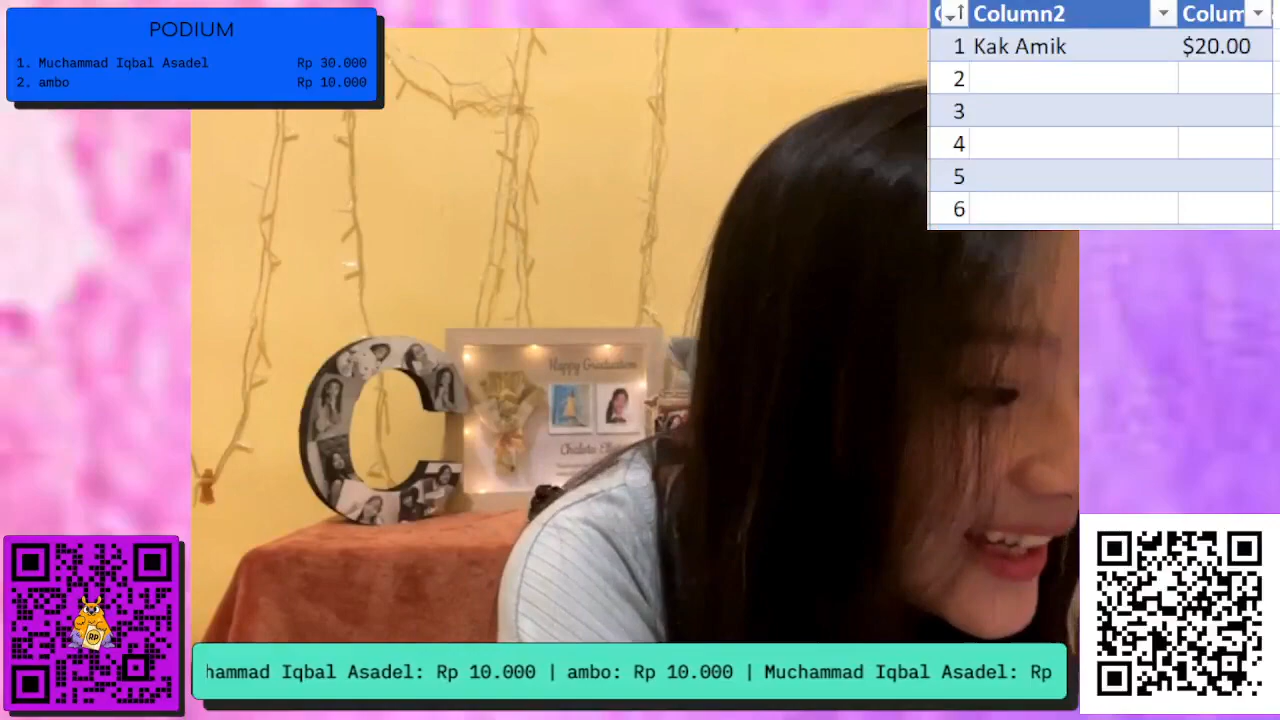 PODIUM
1. Muchammad Iqbal Asadel Rp 30.000
2. ambo Rp 10.000
Column2 Colum
1 Kak Amik $20.00
2
3
4
5
6
Happy Graduation
RP
hammad Iqbal Asadel: Rp 10.000 | ambo: Rp 10.000 | Muchammad Iqbal Asadel: Rp